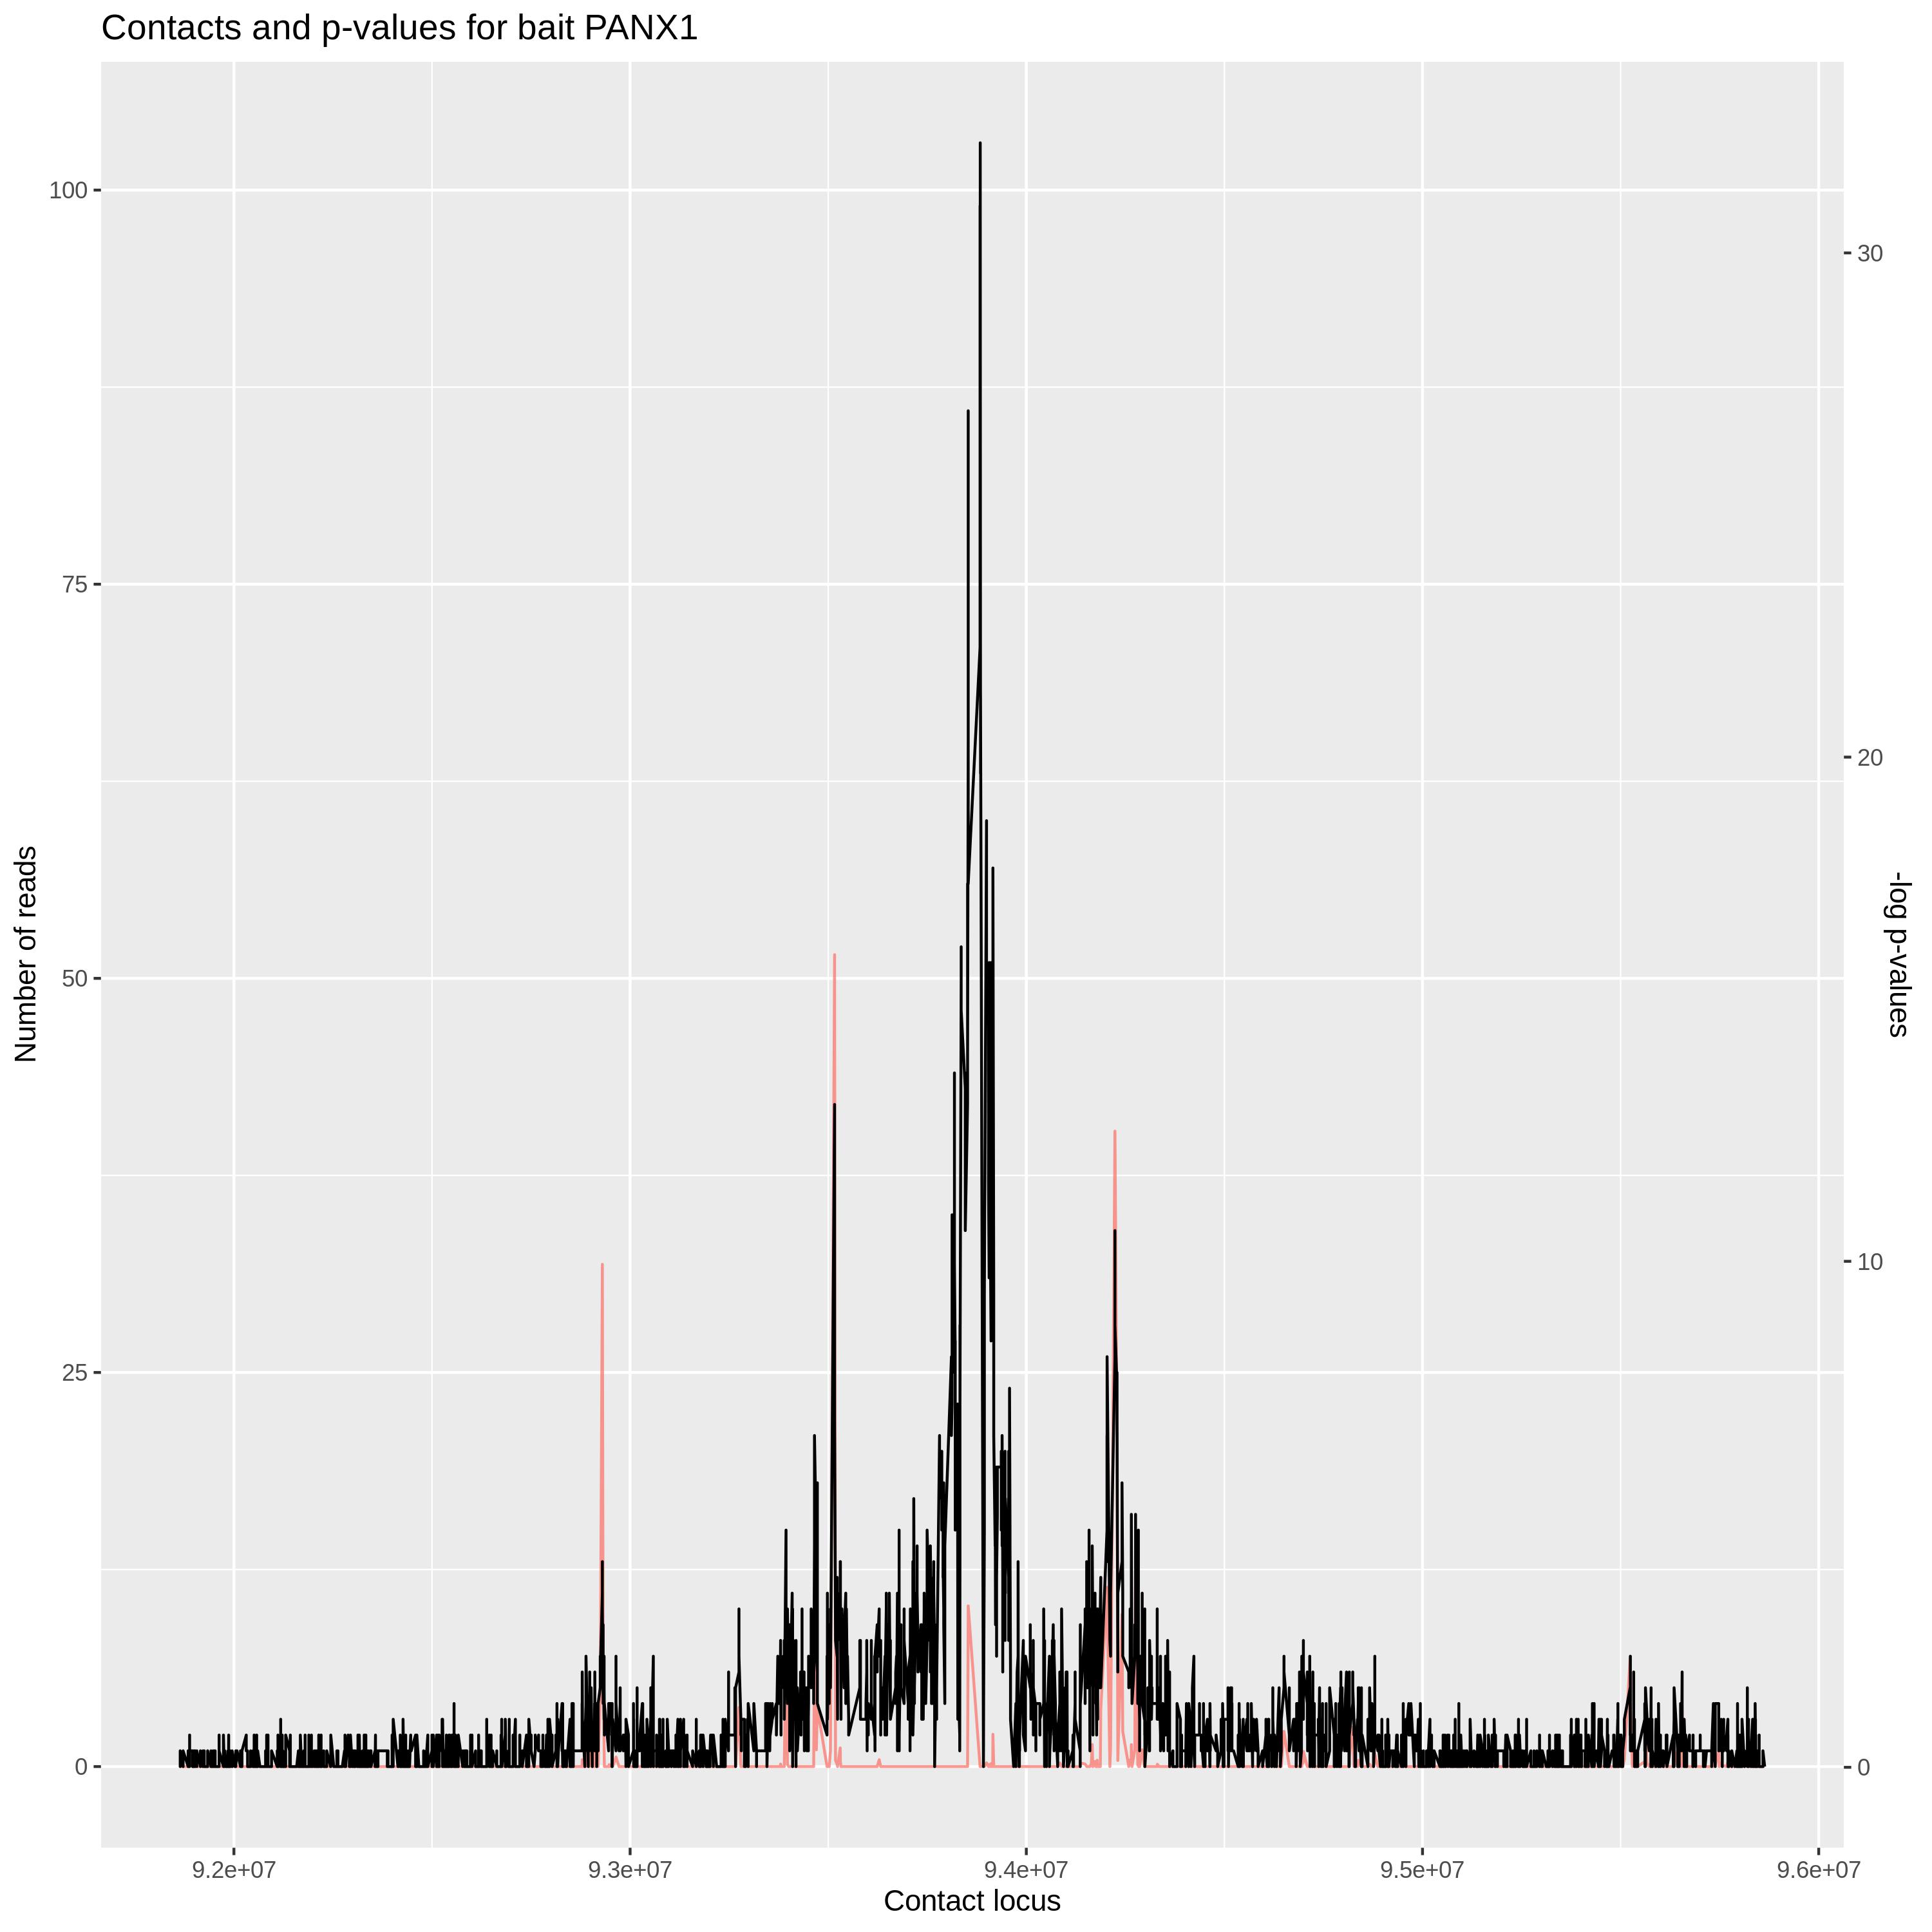 Contacts and p-values for bait PANX1
100
75
50
25
0
Number of reads
30
20
10
0
-log p-values
9.2e+07
9.3e+07
9.4e+07
9.5e+07
9.6e+07
Contact locus